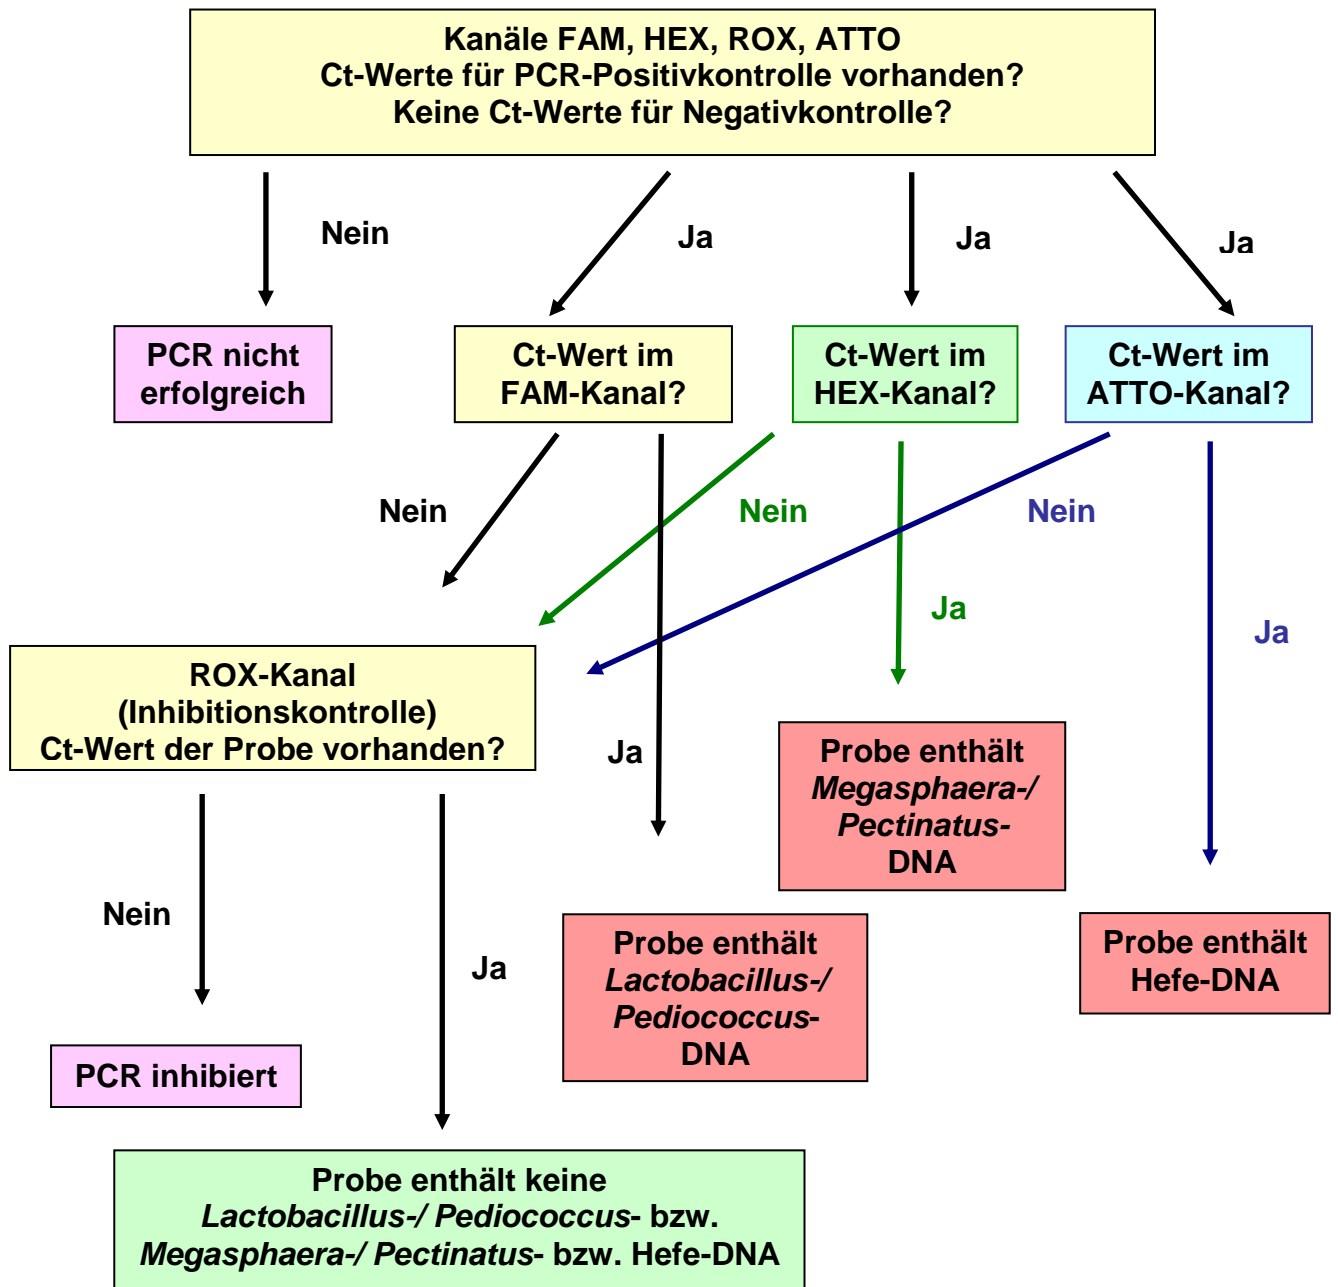 Kanäle FAM, HEX, ROX, ATTO
Ct-Werte für PCR-Positivkontrolle vorhanden?
Keine Ct-Werte für Negativkontrolle?
Nein
Ja
Ja
Ja
PCR nicht
erfolgreich
Ct-Wert im
FAM-Kanal?
Ct-Wert im
HEX-Kanal?
Ct-Wert im
ATTO-Kanal?
Nein
Nein
Nein
Ja
Ja
ROX-Kanal
(Inhibitionskontrolle)
Ct-Wert der Probe vorhanden?
Ja
Probe enthält
Megasphaera-/
Pectinatus-
DNA
Nein
Ja
Probe enthält
Lactobacillus-/
Pediococcus-
DNA
Probe enthält
Hefe-DNA
PCR inhibiert
Probe enthält keine
Lactobacillus-/ Pediococcus- bzw.
Megasphaera-/ Pectinatus- bzw. Hefe-DNA